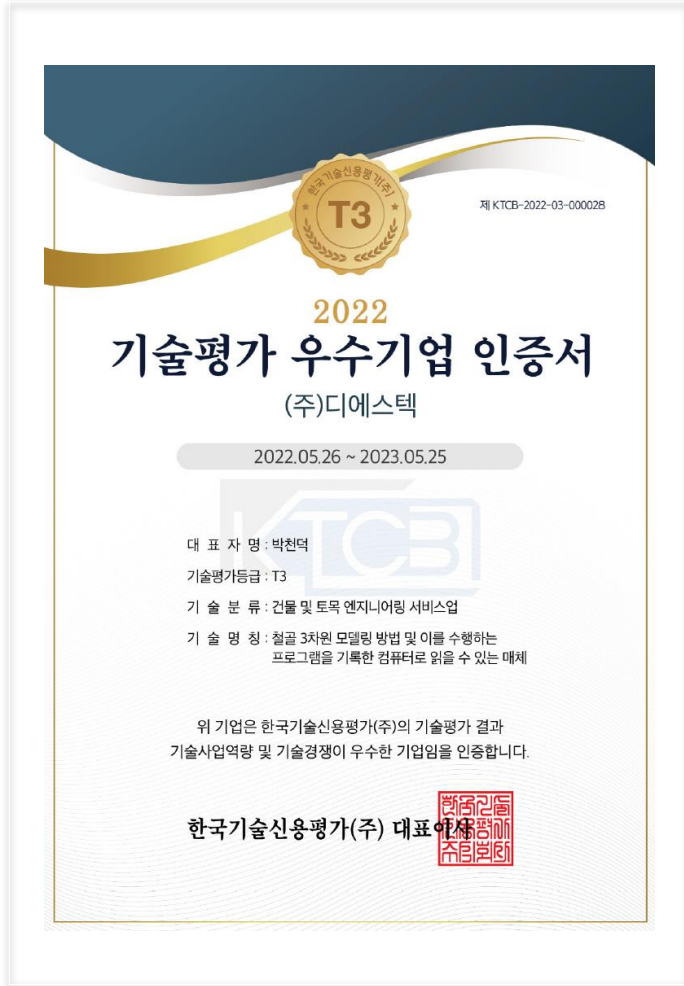 한국기술신용평가(주)
T3
제 KTCB-2022-03-000028
2022
기술평가 우수기업 인증서
(주)디에스텍
2022.05.26 ~ 2023.05.25
KTCB
대 표 자 명 : 박천덕
기술평가등급 : T3
기 술 분 류 : 건물 및 토목 엔지니어링 서비스업
기 술 명 칭 : 철골 3차원 모델링 방법 및 이를 수행하는
프로그램을 기록한 컴퓨터로 읽을 수 있는 매체
위 기업은 한국기술신용평가(주)의 기술평가 결과
기술사업역량 및 기술경쟁이 우수한 기업임을 인증합니다.
한국기술신용평가(주) 대표이사